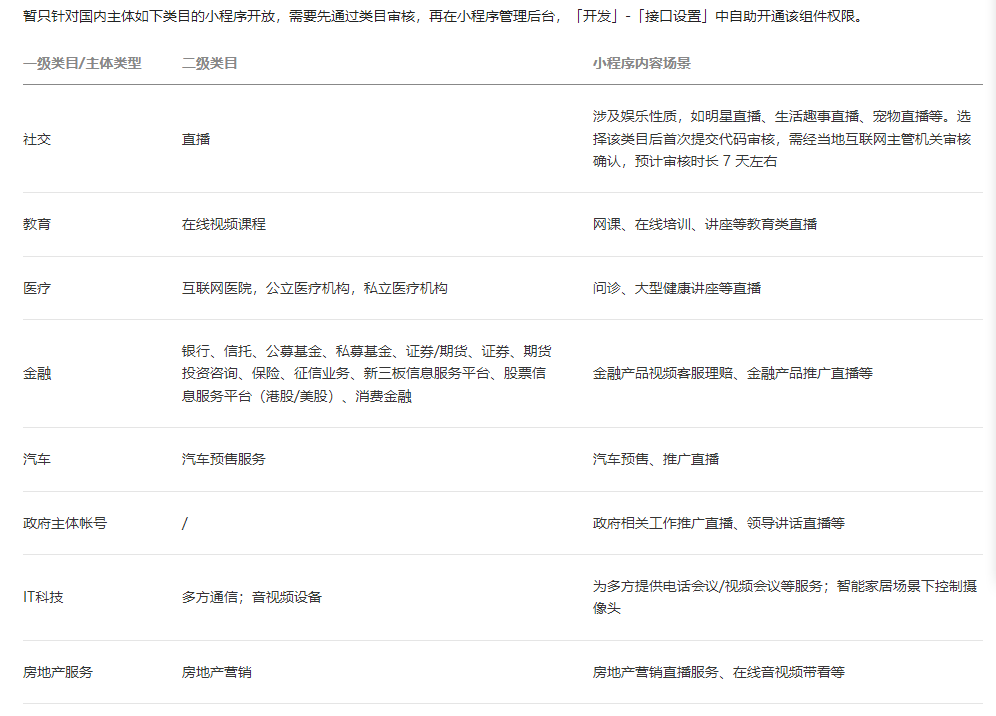 暂只针对国内主体如下类目的小程序开放，需要先通过类目审核，再在小程序管理后台，「开发」-「接口设置」中自助开通该组件权限。
一级类目/主体类型 二级类目 小程序内容场景
社交 直播 涉及娱乐性质，如明星直播、生活趣事直播、宠物直播等。选
择该类目后首次提交代码审核，需经当地互联网主管机关审核
确认，预计审核时长 7 天左右
教育 在线视频课程 网课、在线培训、讲座等教育类直播
医疗 互联网医院，公立医疗机构，私立医疗机构 问诊、大型健康讲座等直播
金融 银行、信托、公募基金、私募基金、证券/期货、证券、期货
投资咨询、保险、征信业务、新三板信息服务平台、股票信
息服务平台（港股/美股）、消费金融 金融产品视频客服理赔、金融产品推广直播等
汽车 汽车预售服务 汽车预售、推广直播
政府主体帐号 / 政府相关工作推广直播、领导讲话直播等
IT科技 多方通信；音视频设备 为多方提供电话会议/视频会议等服务；智能家居场景下控制摄
像头
房地产服务 房地产营销 房地产营销直播服务、在线音视频带看等